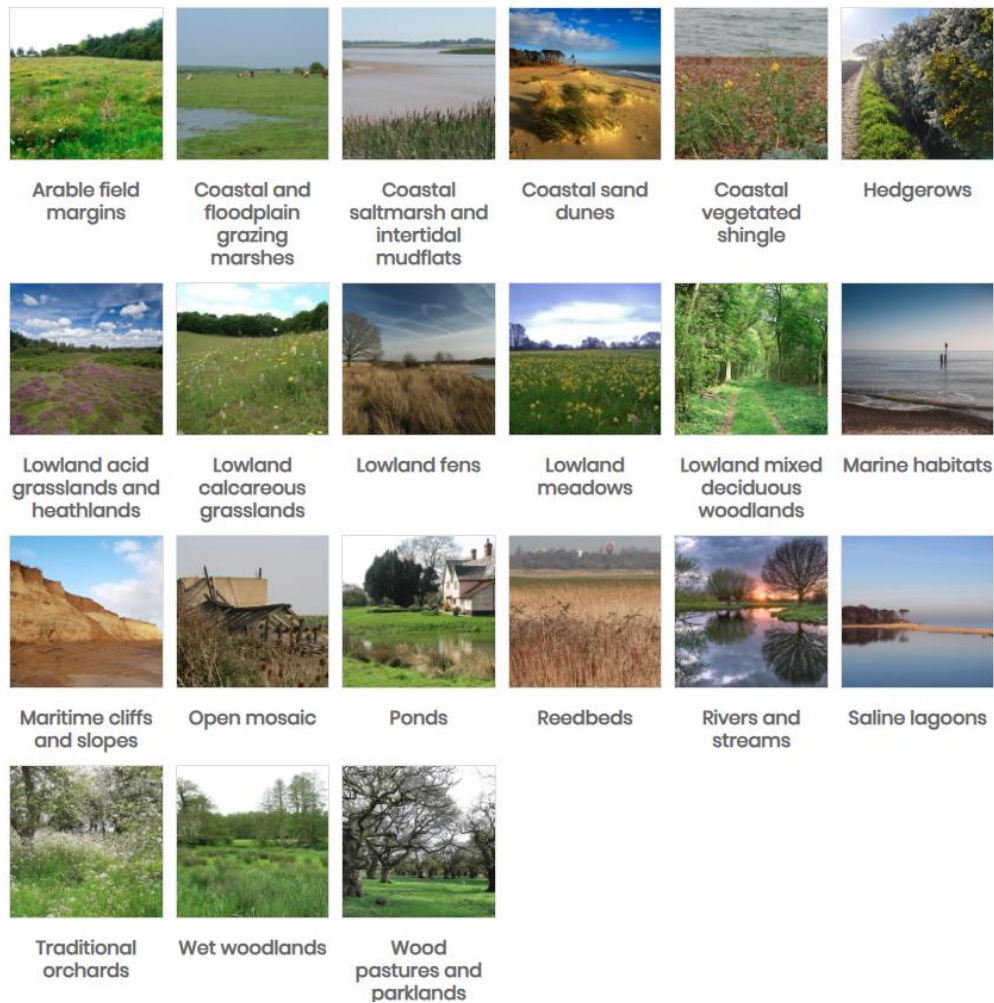 Arable field
margins
Coastal and
floodplain
grazing
marshes
Coastal
saltmarsh and
intertidal
mudflats
Coastal sand
dunes
Coastal
vegetated
shingle
Hedgerows
Lowland acid
grasslands and
heathlands
Lowland
calcareous
grasslands
Lowland fens
Lowland
meadows
Lowland mixed
deciduous
woodlands
Marine habitats
Maritime cliffs
and slopes
Open mosaic
Ponds
Reedbeds
Rivers and
streams
Saline lagoons
Traditional
orchards
Wet woodlands
Wood
pastures and
parklands